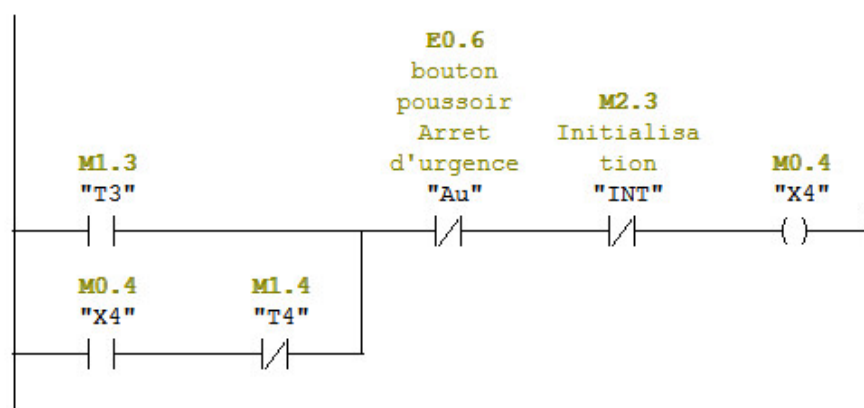 E0.6
bouton
poussoir
Arret
d'urgence
"Au"
M2.3
Initialisa
tion
"INT"
M1.3
"T3"
M0.4
"X4"
M0.4
"X4"
M1.4
"T4"